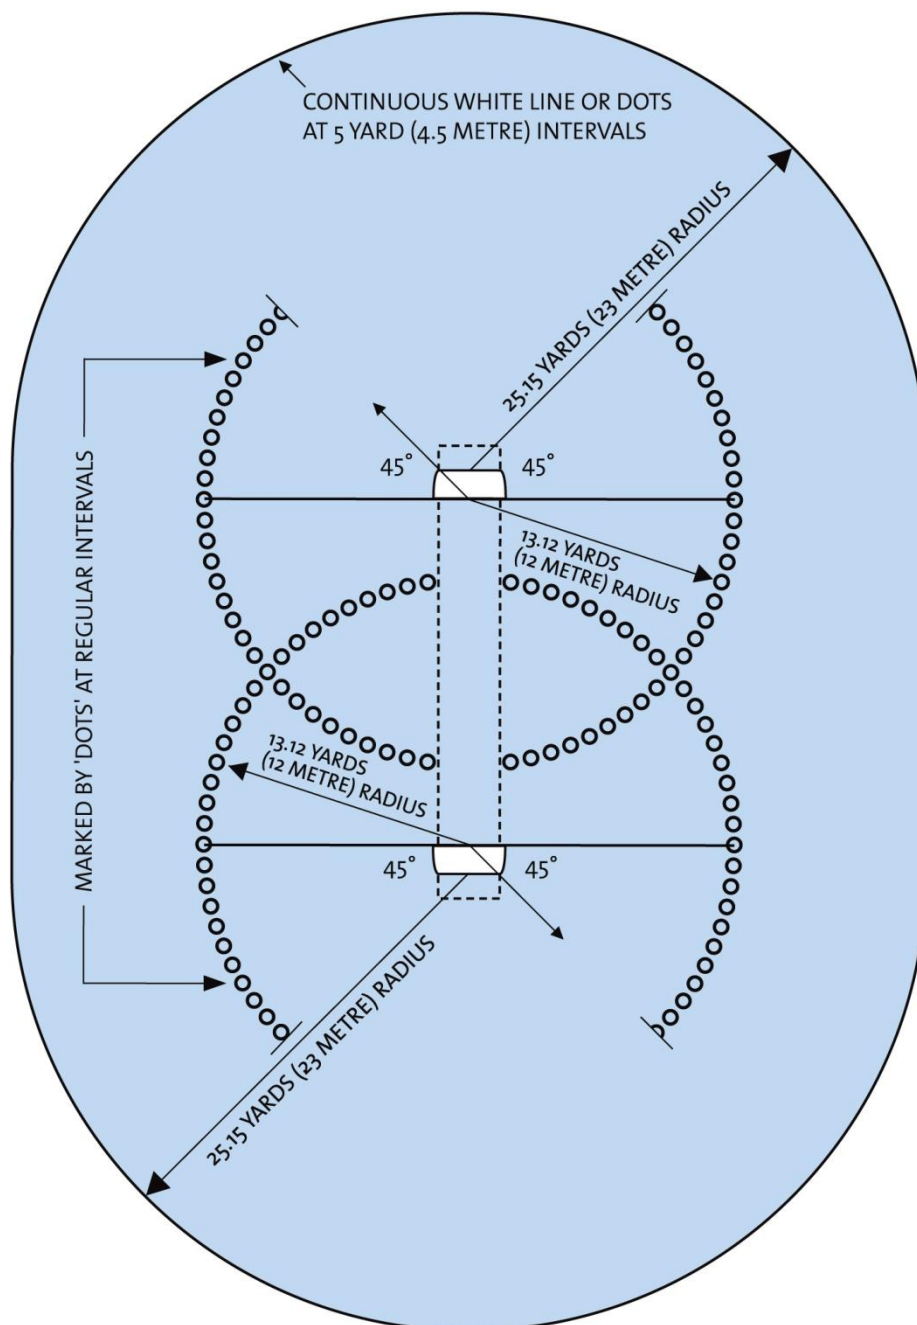 CONTINUOUS WHITE LINE OR DOTS
AT 5 YARD (4.5 METRE) INTERVALS
25.15 YARDS (23 METRE) RADIUS
MARKED BY 'DOTS' AT REGULAR INTERVALS
45°
45°
13.12 YARDS
(12 METRE) RADIUS
13.12 YARDS
(12 METRE) RADIUS
45°
45°
25.15 YARDS (23 METRE) RADIUS